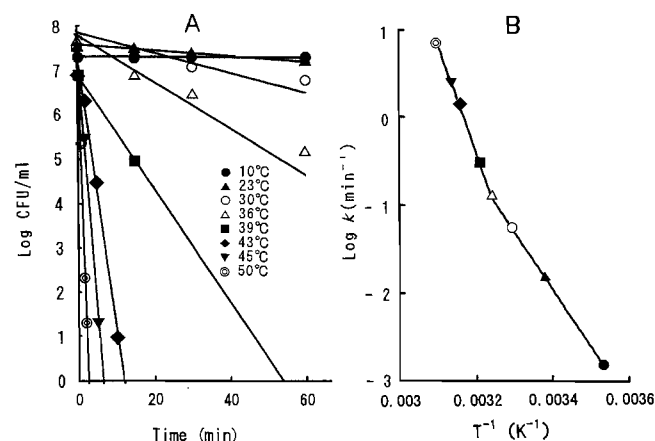 A
B
8
7
6
5
4
3
2
1
0
Log CFU/ml
0
20
40
60
Time (min)
10°C
23°C
30°C
36°C
39°C
43°C
45°C
50°C
1
0
- 1
- 2
- 3
Log k(min⁻¹)
0.003
0.0032
0.0034
0.0036
T⁻¹ (K⁻¹)